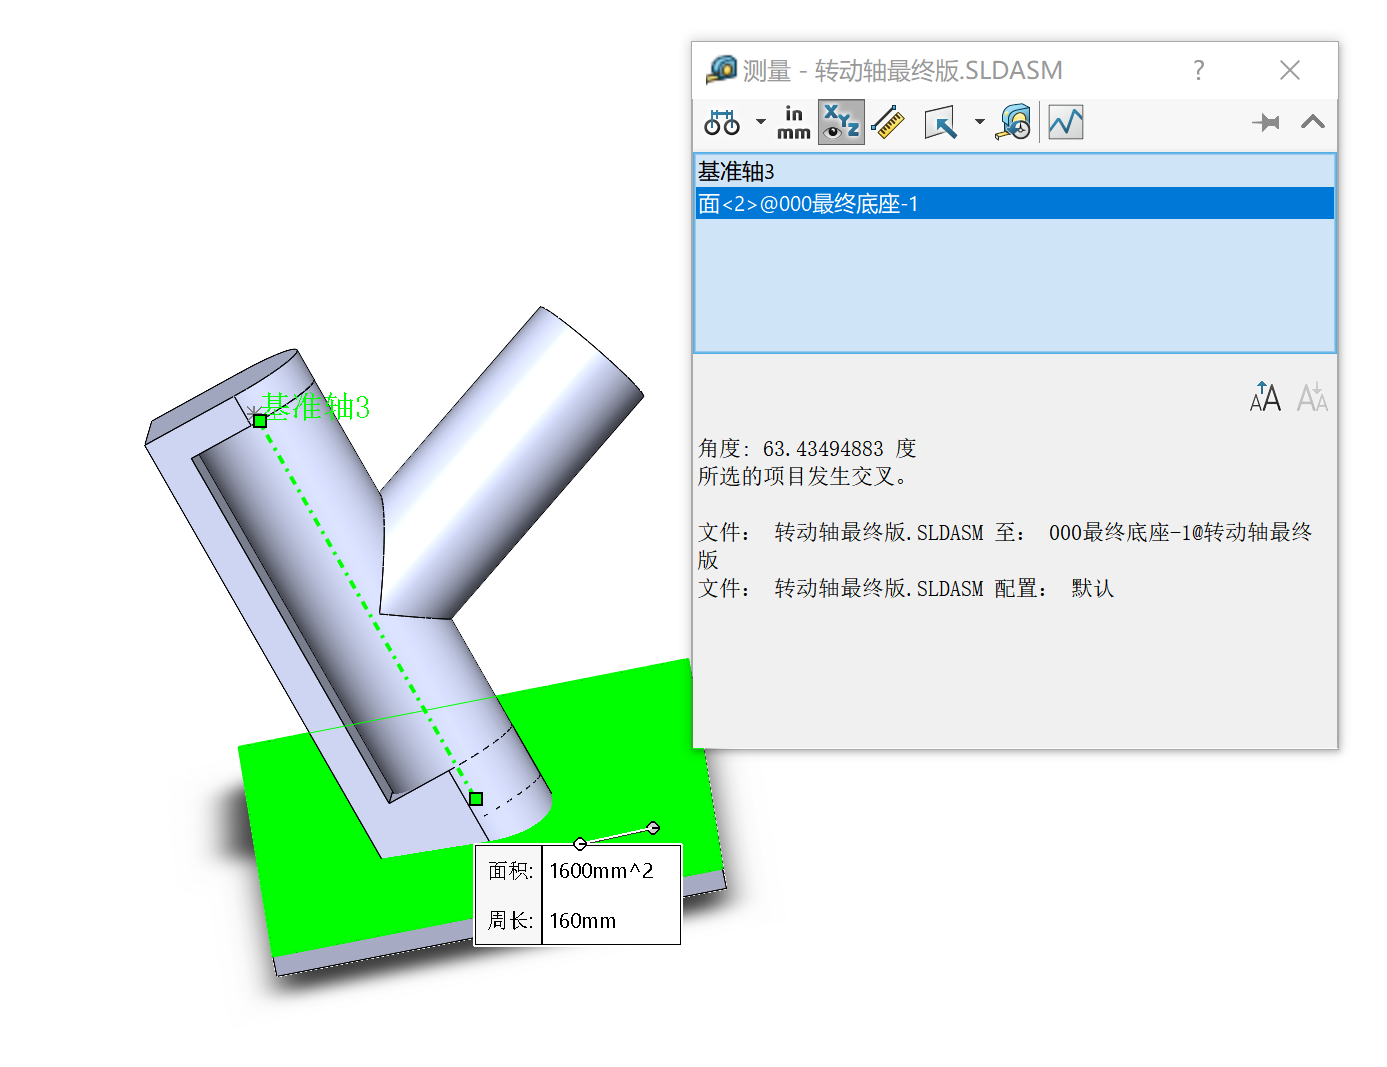 测量 - 转动轴最终版.SLDASM
?
in
mm
XYZ
基准轴3
面<2>@000最终底座-1
AA AA
角度: 63.43494883 度
所选的项目发生交叉。
文件: 转动轴最终版.SLDASM 至: 000最终底座-1@转动轴最终
版
文件: 转动轴最终版.SLDASM 配置: 默认
基准轴3
面积: 1600mm^2
周长: 160mm